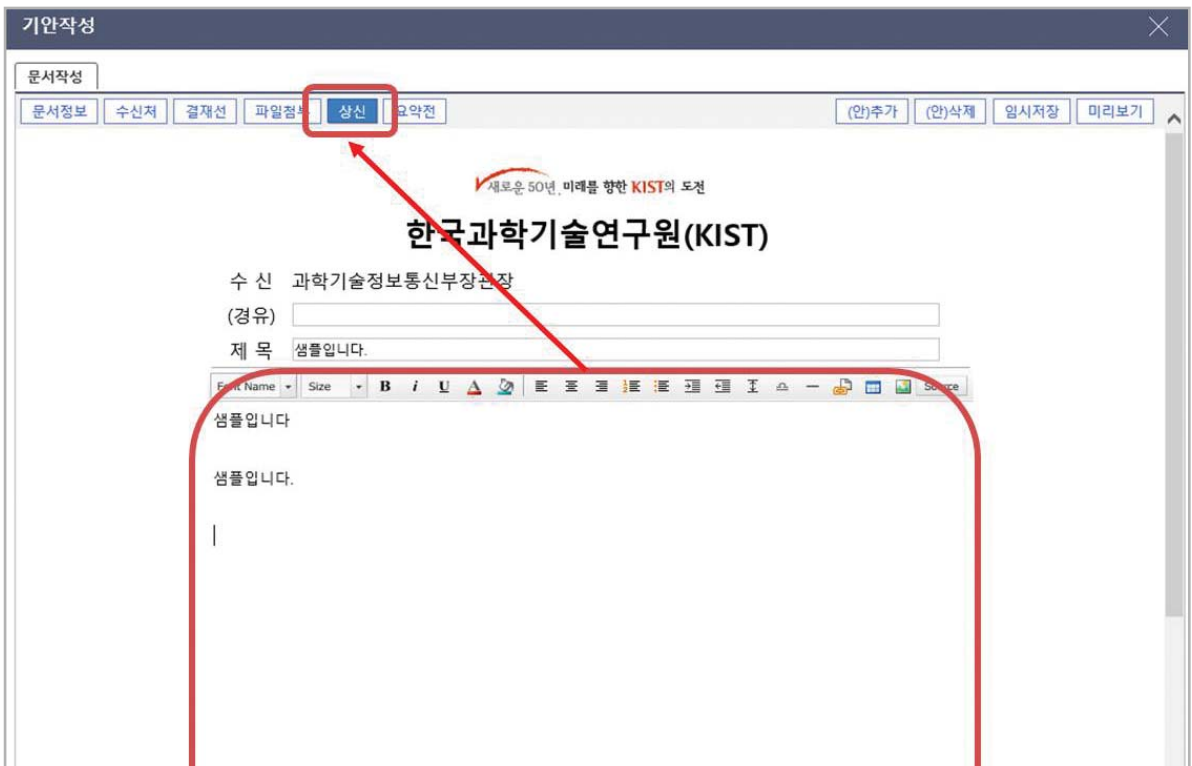 기안작성
문서작성
문서정보 수신처 결재선 파일첨부 상신 요약전 (안)추가 (안)삭제 임시저장 미리보기
새로운 50년, 미래를 향한 KIST의 도전
한국과학기술연구원(KIST)
수 신 과학기술정보통신부장관장
(경유)
제 목 샘플입니다.
Font Name Size B i U A Source
샘플입니다
샘플입니다.